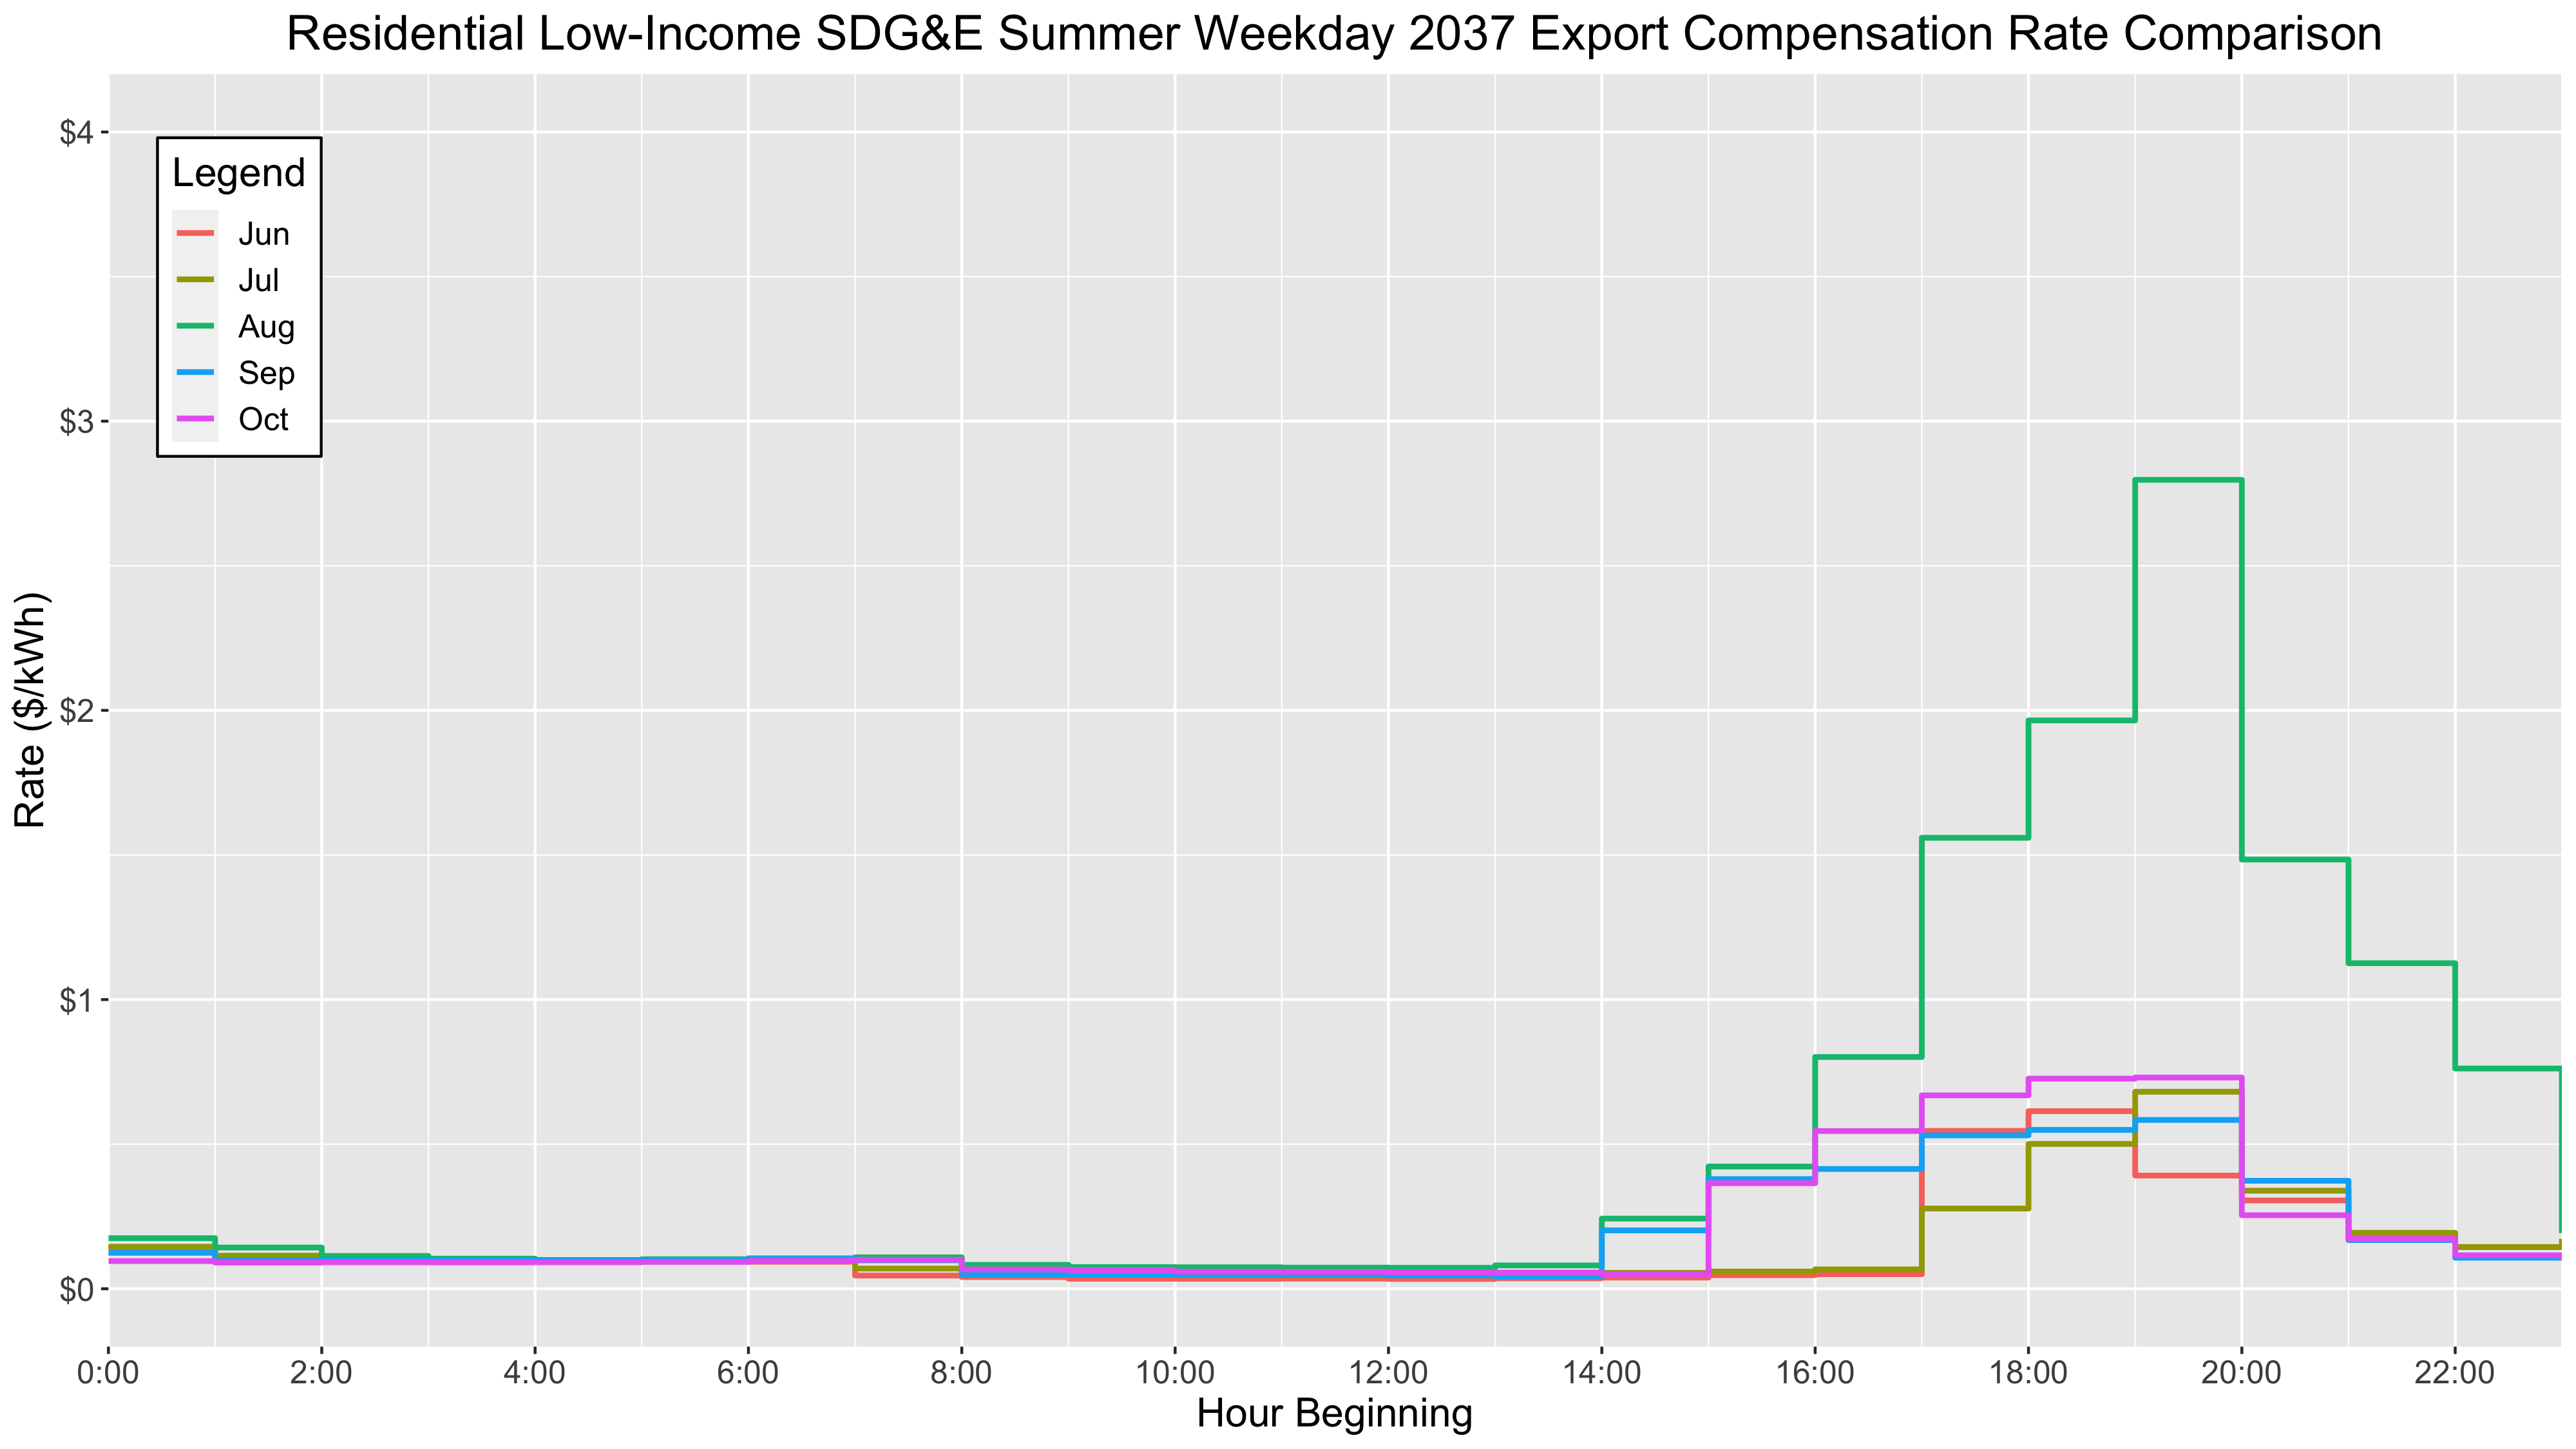 Residential Low-Income SDG&E Summer Weekday 2037 Export Compensation Rate Comparison
$4
Legend
Jun
Jul
Aug
Sep
Oct
$3
Rate ($/kWh)
$2
$1
$0
0:00 2:00 4:00 6:00 8:00 10:00 12:00 14:00 16:00 18:00 20:00 22:00
Hour Beginning